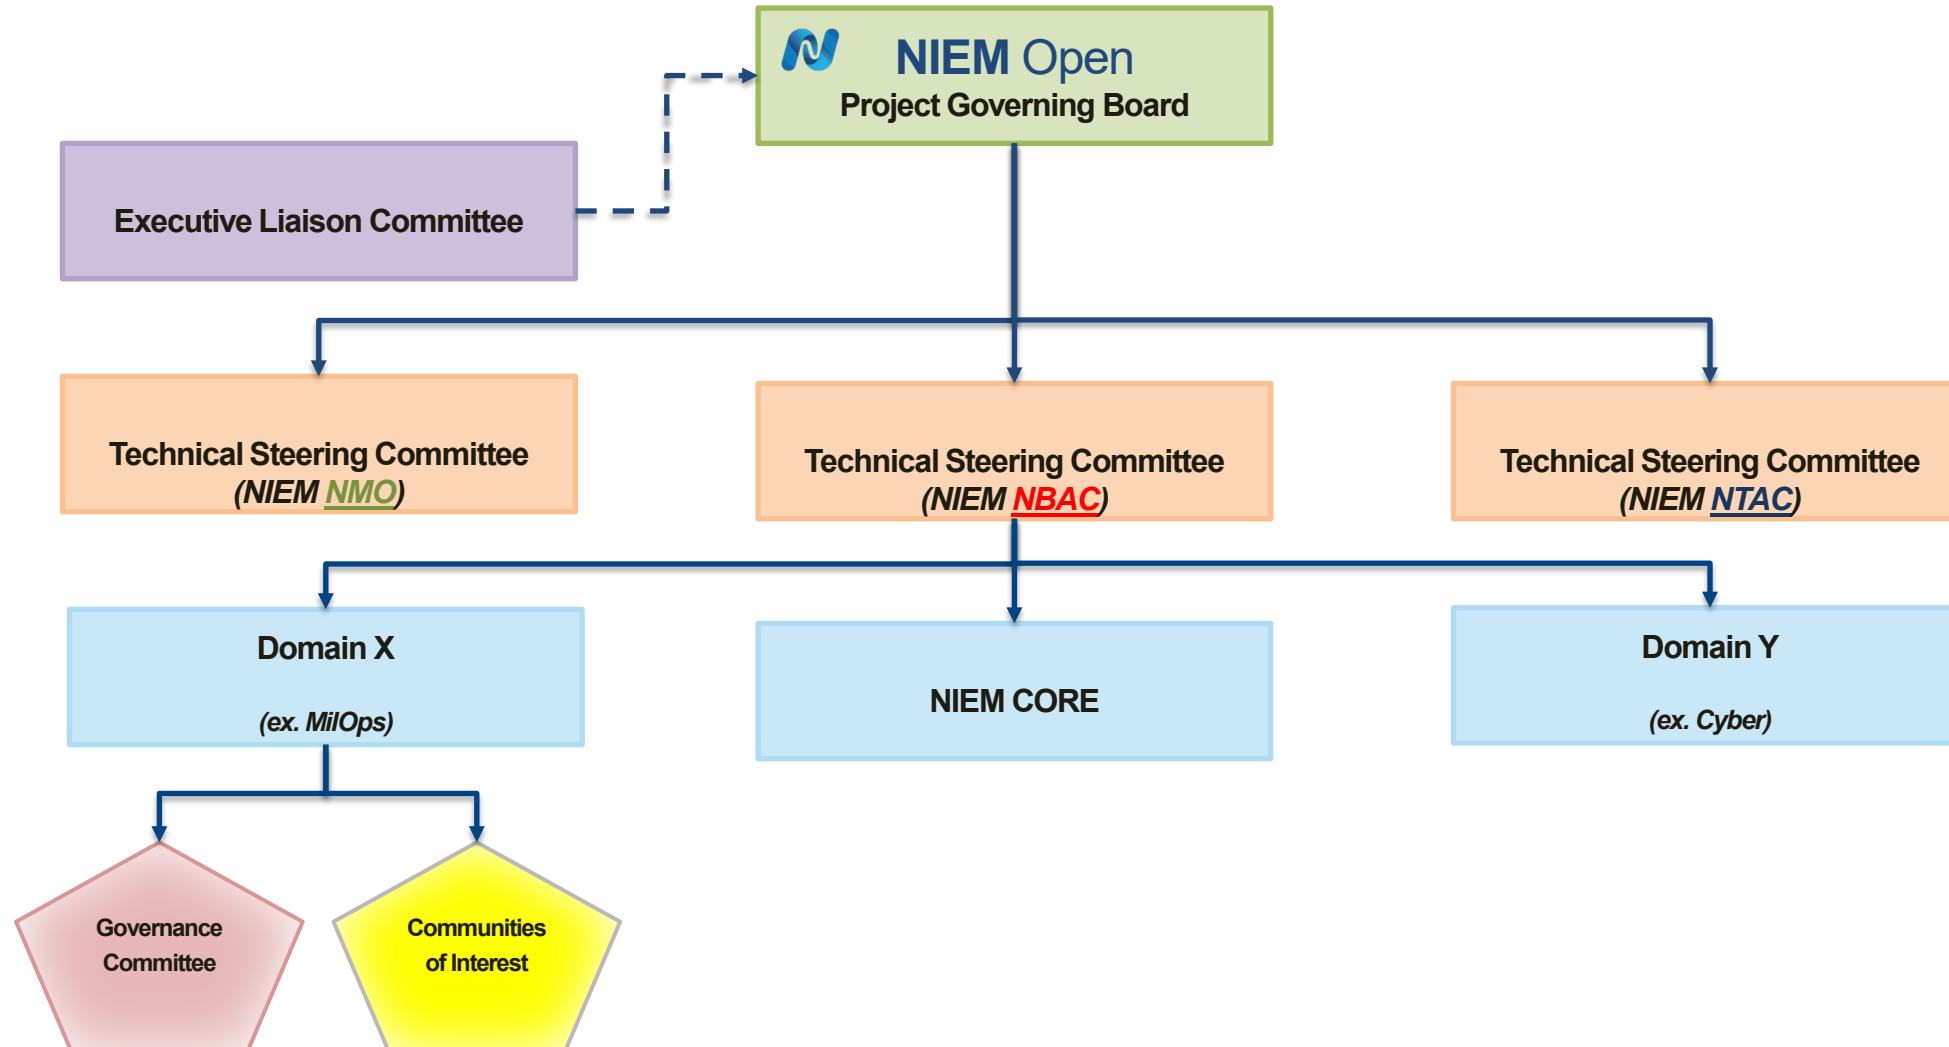 NIEM Open
Project Governing Board
Executive Liaison Committee
Technical Steering Committee
(NIEM NMO)
Technical Steering Committee
(NIEM NBAC)
Technical Steering Committee
(NIEM NTAC)
Domain X
(ex. MilOps)
NIEM CORE
Domain Y
(ex. Cyber)
Governance
Committee
Communities
of Interest